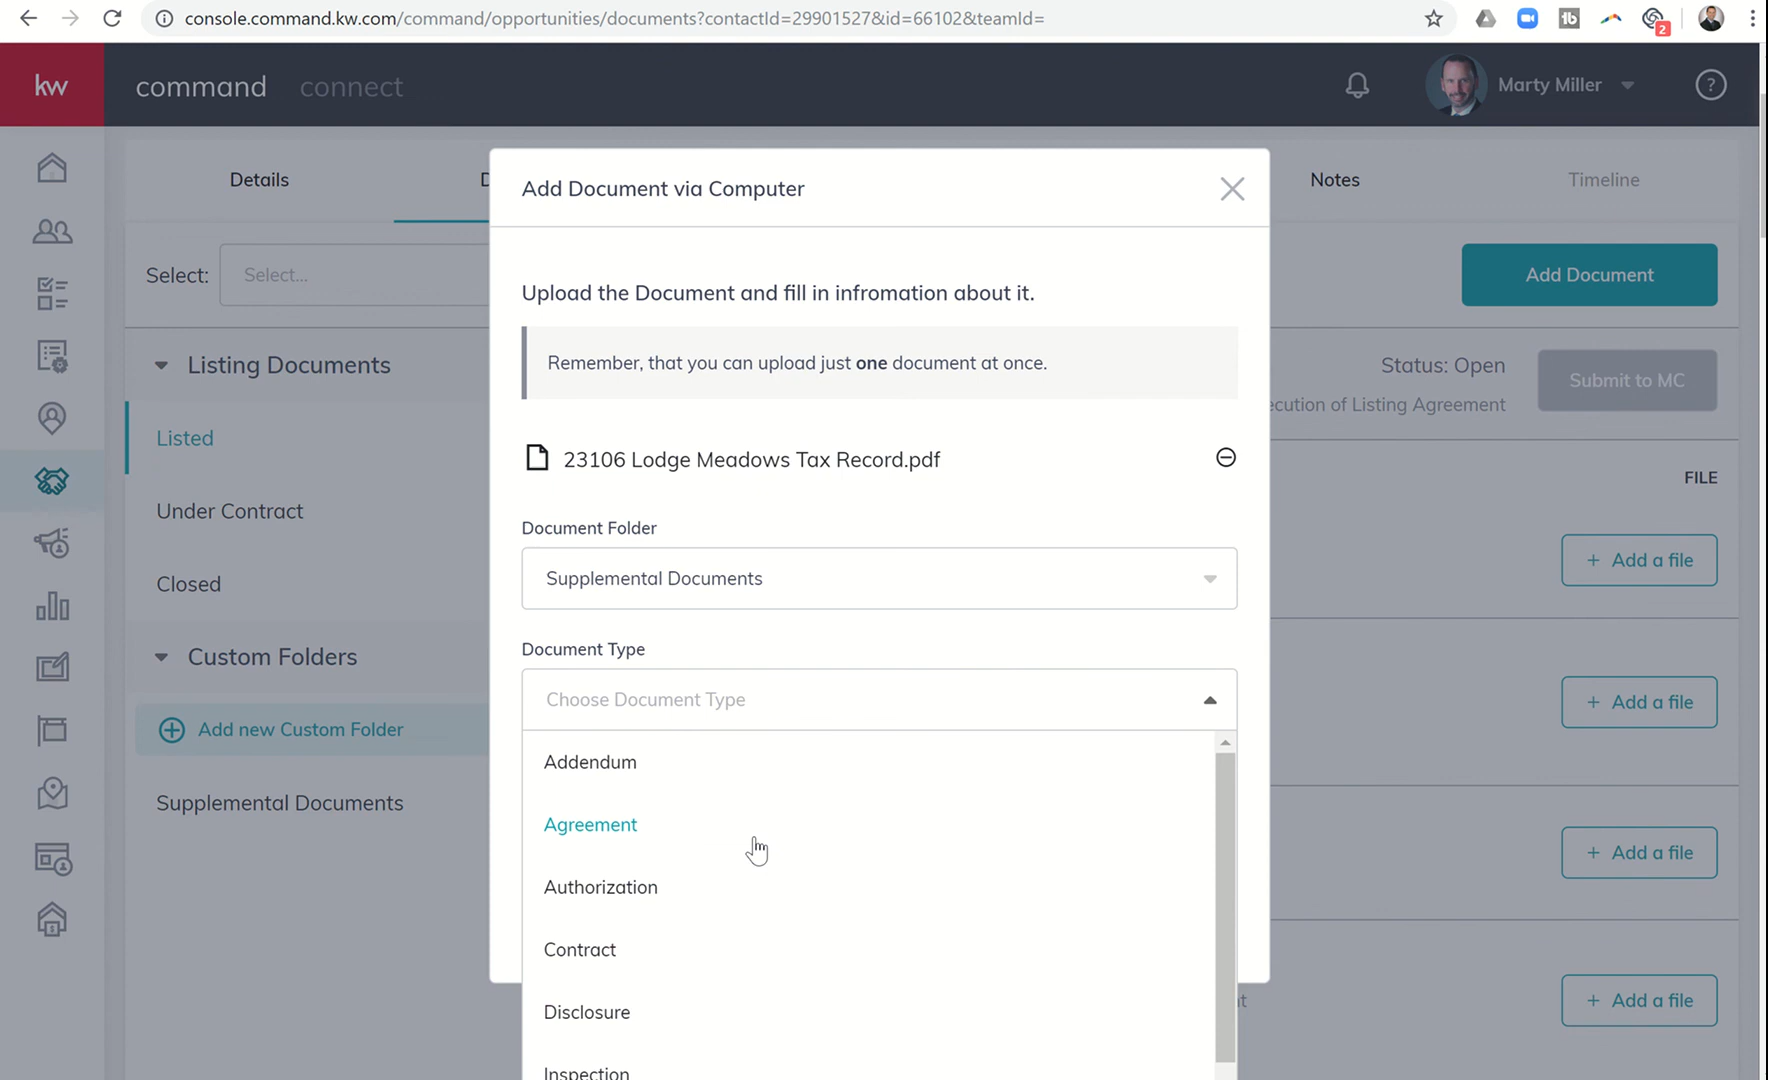 console.command.kw.com/command/opportunities/documents?contactId=29901527&id=66102&teamId=
2
kw
command
connect
Marty Miller
?
Details
D
Notes
Timeline
Add Document via Computer
Select:
Select...
Add Document
Upload the Document and fill in infromation about it.
Remember, that you can upload just one document at once.
Listing Documents
Status: Open
Submit to MC
ecution of Listing Agreement
Listed
23106 Lodge Meadows Tax Record.pdf
FILE
Under Contract
Document Folder
+ Add a file
Supplemental Documents
Closed
Document Type
Custom Folders
Choose Document Type
+ Add a file
Add new Custom Folder
Addendum
Supplemental Documents
Agreement
+ Add a file
Authorization
Contract
Disclosure
nt
+ Add a file
Inspection